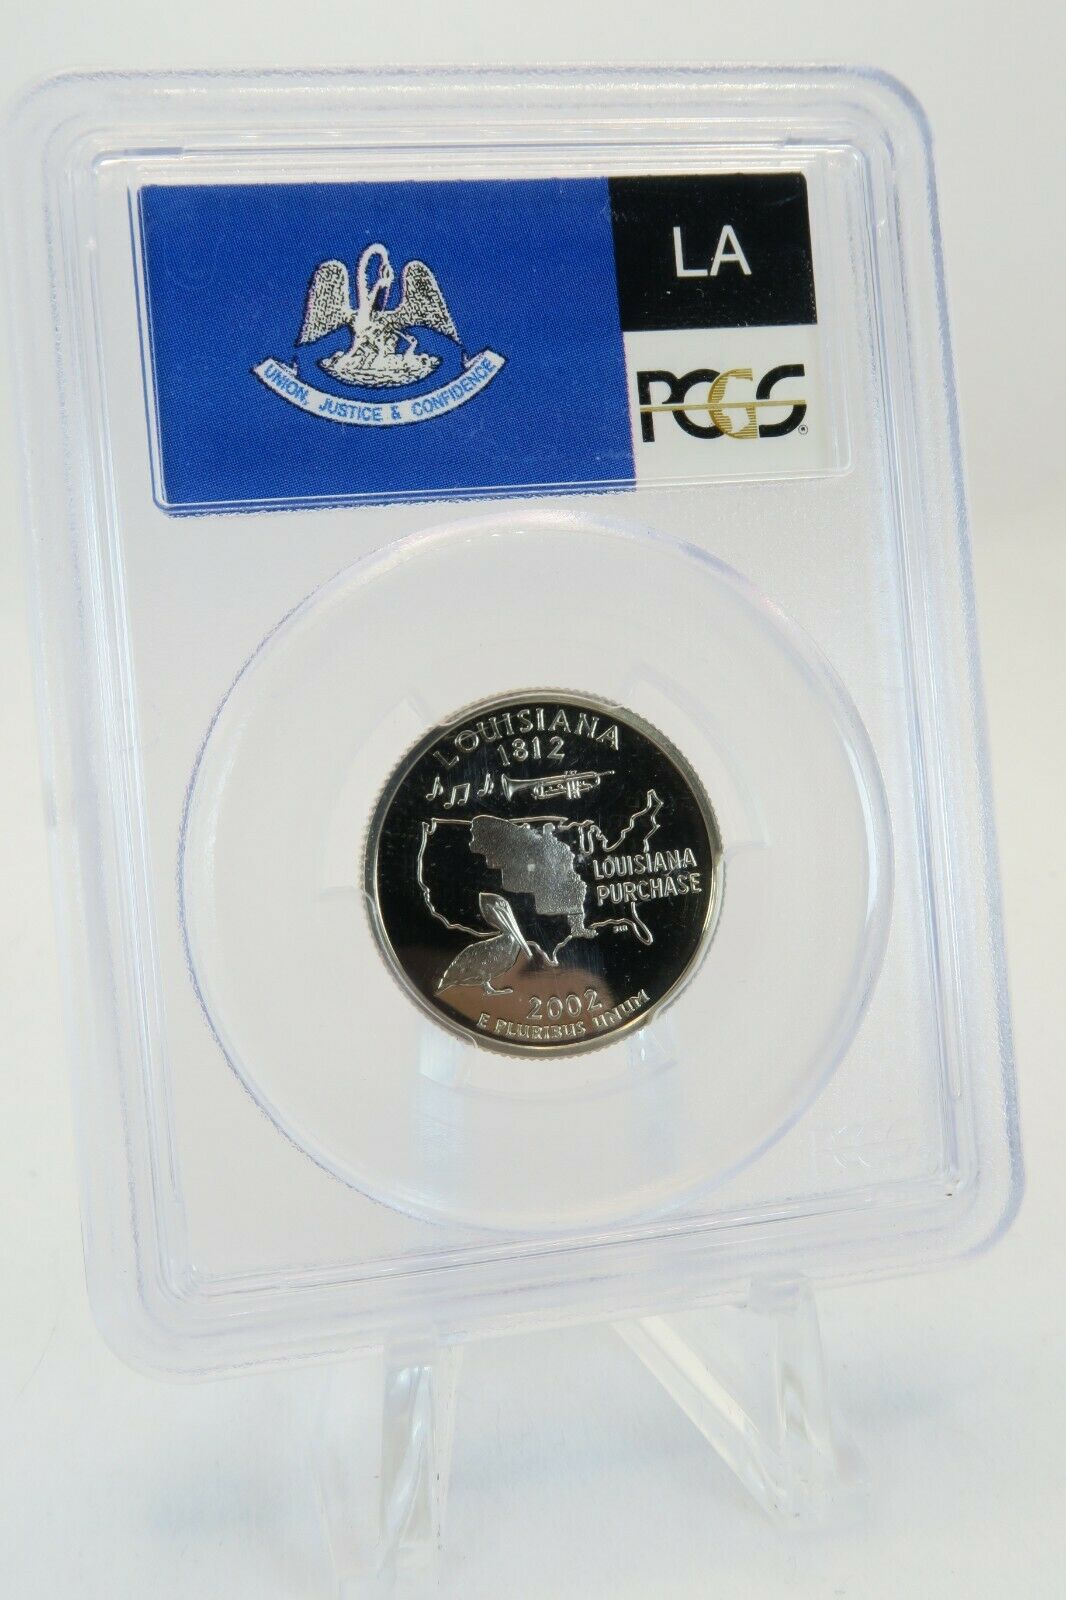 LA
UNION, JUSTICE & CONFIDENCE
PCGS
LOUISIANA
1812
LOUISIANA
PURCHASE
2002
E PLURIBUS UNUM